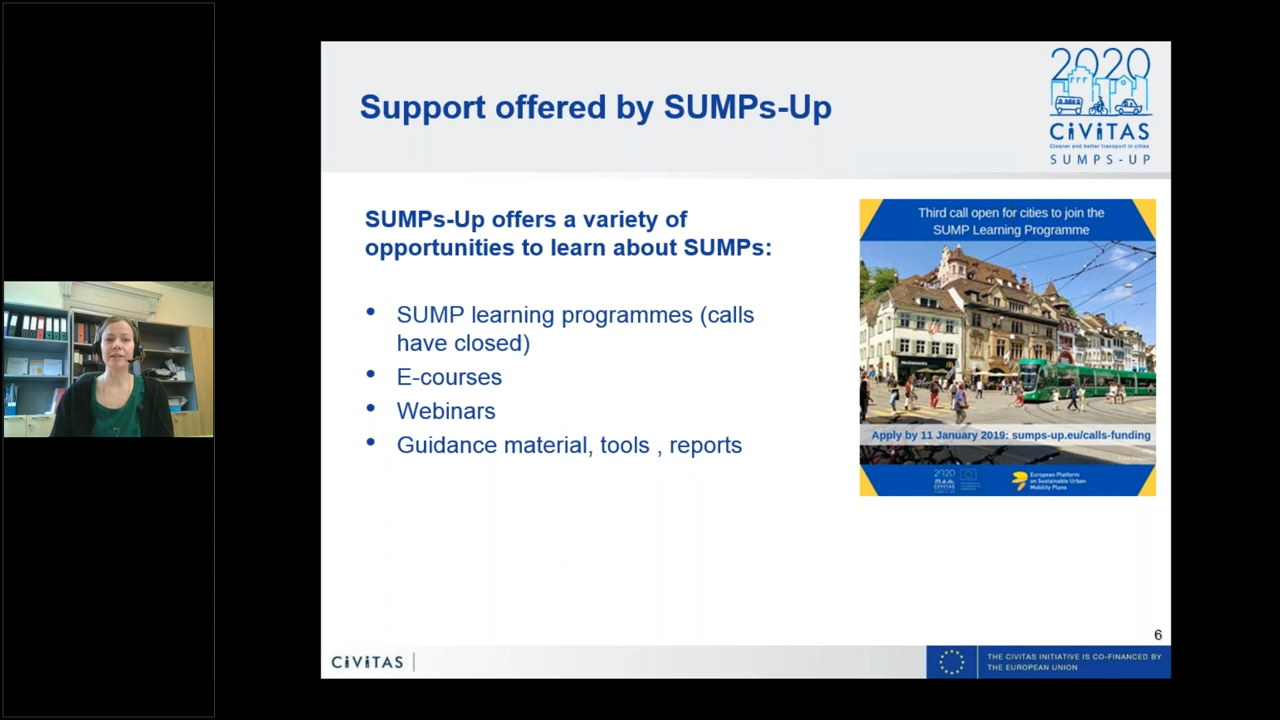 Support offered by SUMPs-Up
2020
CiViTAS
Cleaner and better transport in cities
SUMPS-UP
SUMPs-Up offers a variety of
opportunities to learn about SUMPs:
• SUMP learning programmes (calls
have closed)
• E-courses
• Webinars
• Guidance material, tools , reports
Third call open for cities to join the
SUMP Learning Programme
Apply by 11 January 2019: sumps-up.eu/calls-funding
2020
CiViTAS
European Platform
on Sustainable Urban
Mobility Plans
6
CiViTAS
THE CIVITAS INITIATIVE IS CO-FINANCED BY
THE EUROPEAN UNION